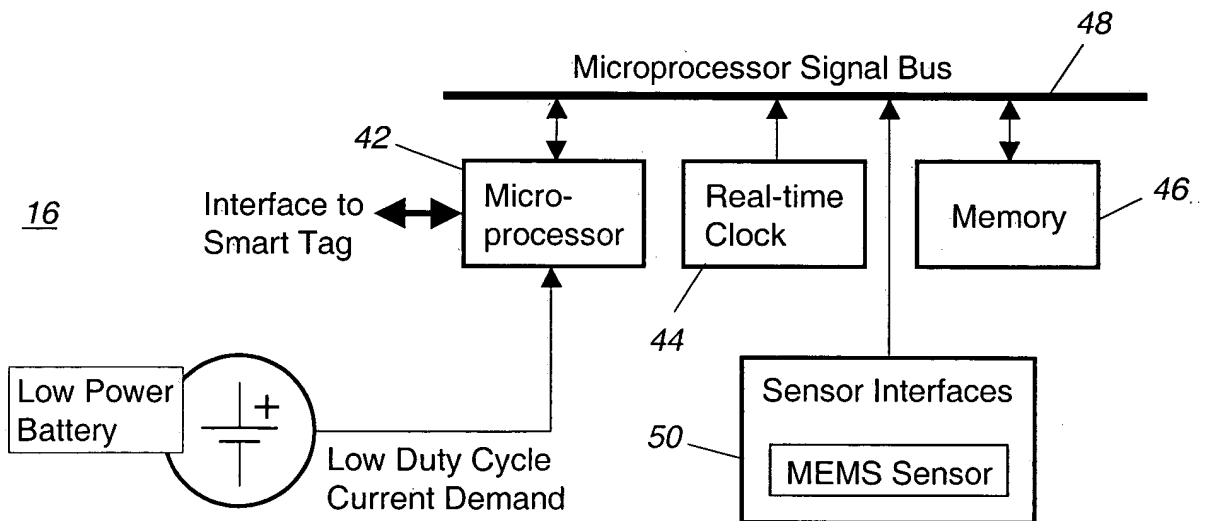 48
Microprocessor Signal Bus
42
16
Interface to
Smart Tag
Micro-
processor
Real-time
Clock
Memory
46
44
Low Power
Battery
+
Low Duty Cycle
Current Demand
50
Sensor Interfaces
MEMS Sensor